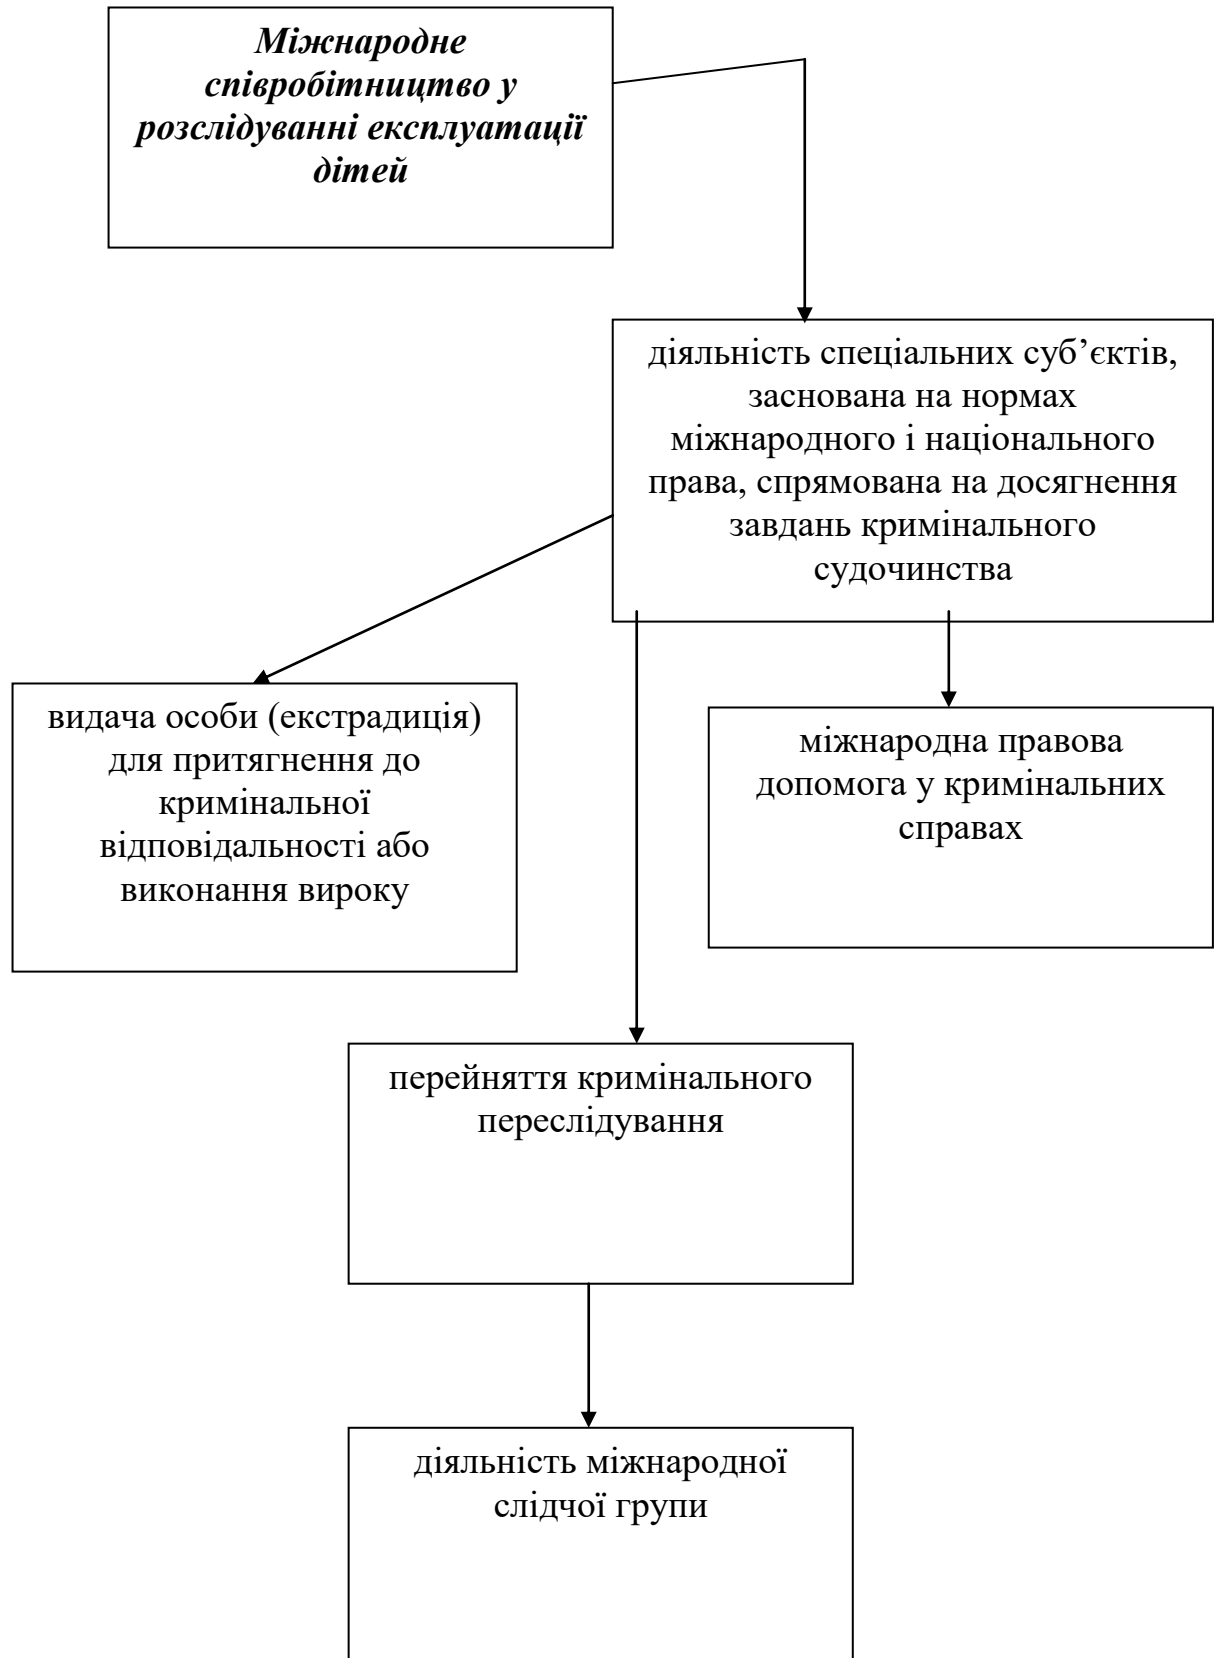 Міжнародне
співробітництво у
розслідуванні експлуатації
дітей
діяльність спеціальних суб’єктів,
заснована на нормах
міжнародного і національного
права, спрямована на досягнення
завдань кримінального
судочинства
видача особи (екстрадиція)
для притягнення до
кримінальної
відповідальності або
виконання вироку
міжнародна правова
допомога у кримінальних
справах
перейняття кримінального
переслідування
діяльність міжнародної
слідчої групи